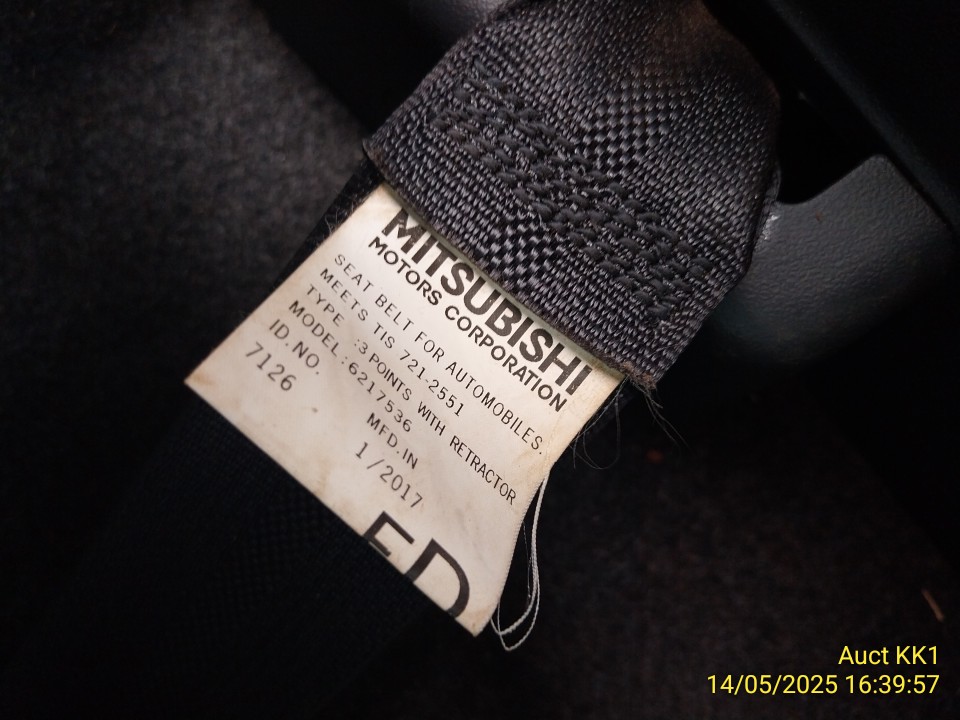 MITSUBISHI
MOTORS CORPORATION
SEAT BELT FOR AUTOMOBILES.
MEETS TIS 721-2551
TYPE :3 POINTS WITH RETRACTOR
MODEL:6217536
ID.NO. MFD.IN
7126 1/2017
ED
Auct KK1
14/05/2025 16:39:57